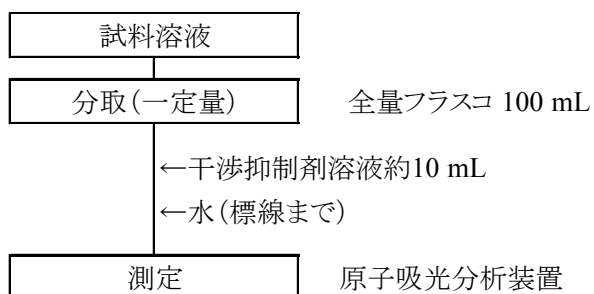 試料溶液
分取（一定量） 全量フラスコ 100 mL
←干渉抑制剤溶液約10 mL
←水（標線まで）
測定 原子吸光分析装置